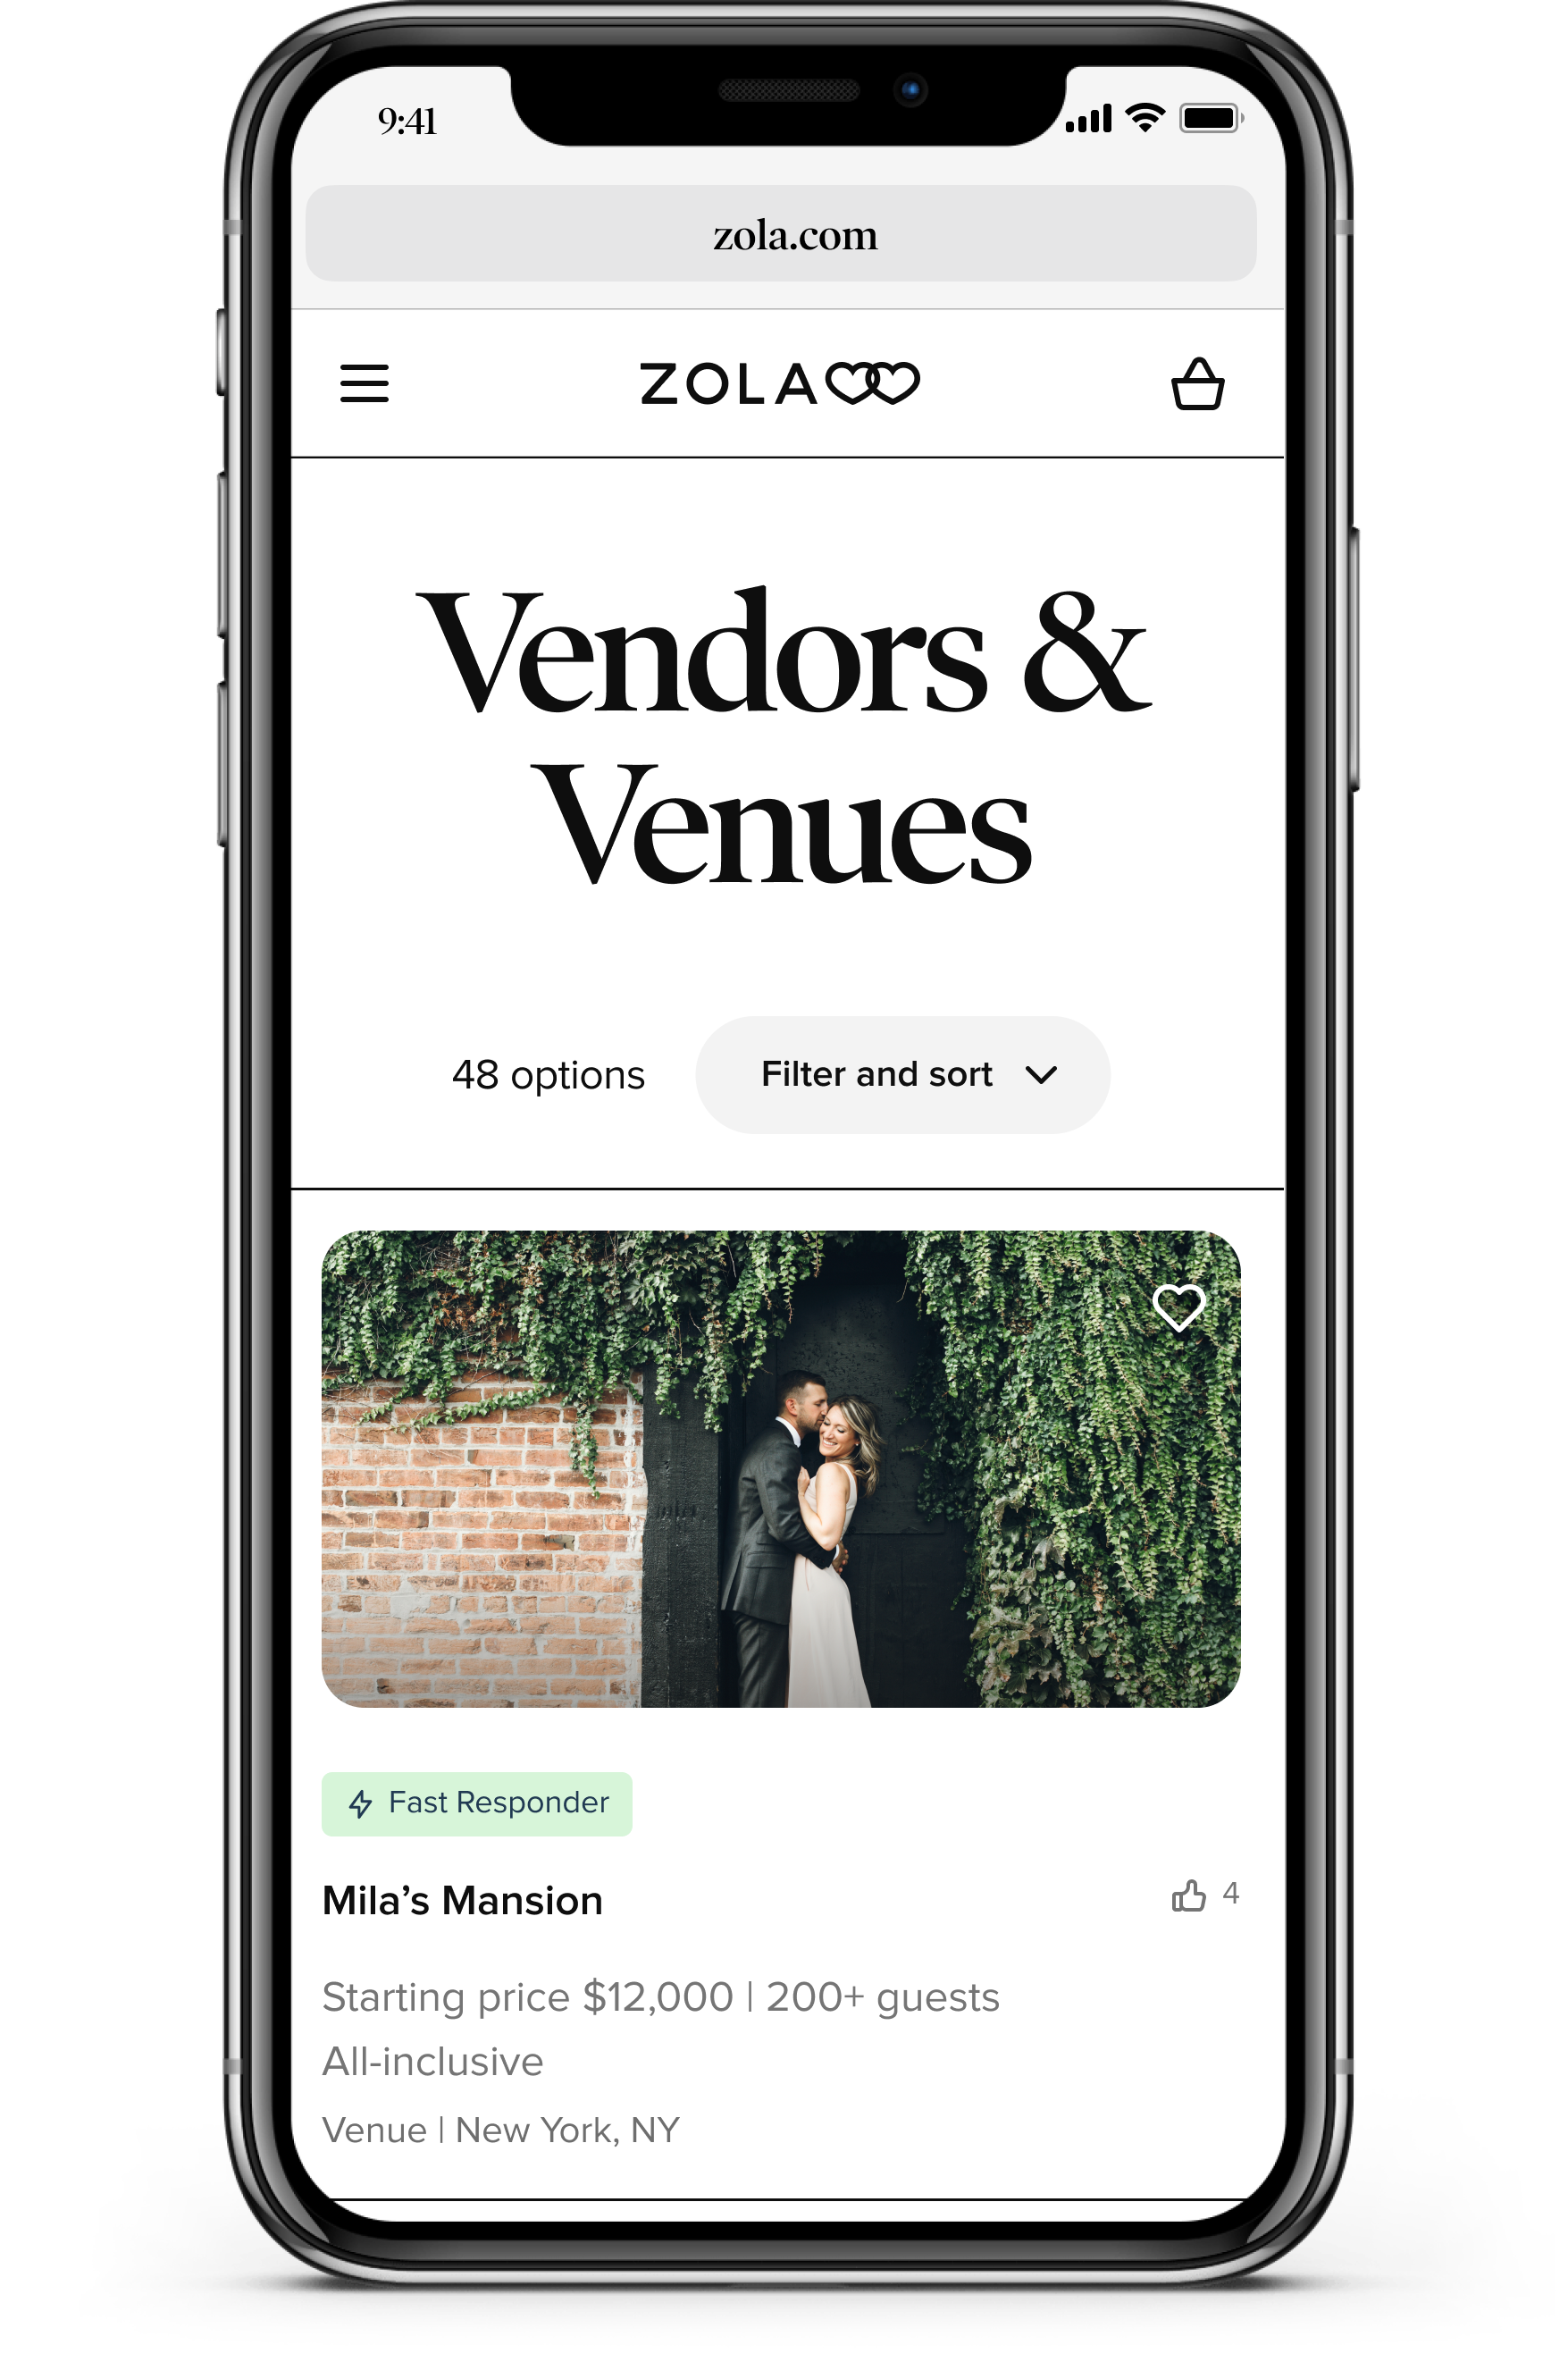 9:41
zola.com
ZOLA
Vendors &
Venues
48 options
Filter and sort
Fast Responder
Mila’s Mansion
4
Starting price $12,000 | 200+ guests
All-inclusive
Venue | New York, NY